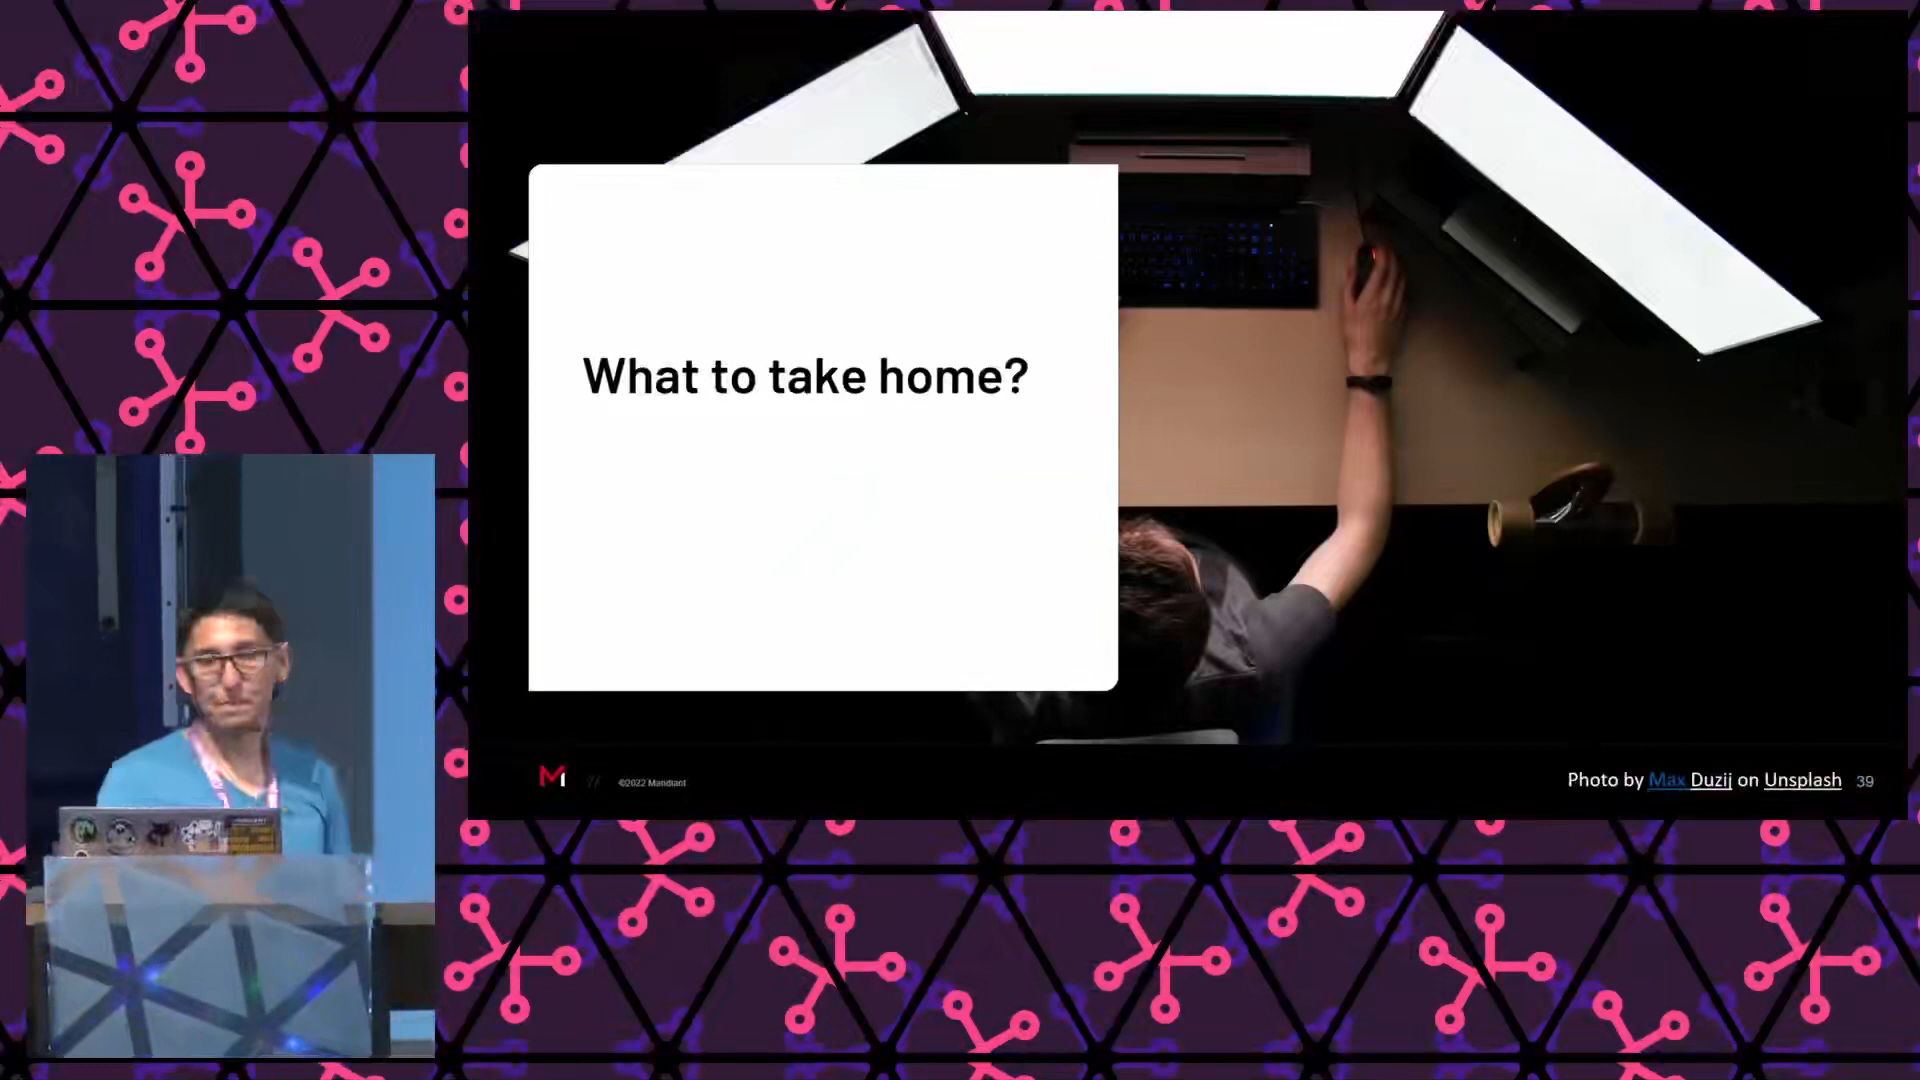 What to take home?
©2022 Mandiant
Photo by Max Duzij on Unsplash 39